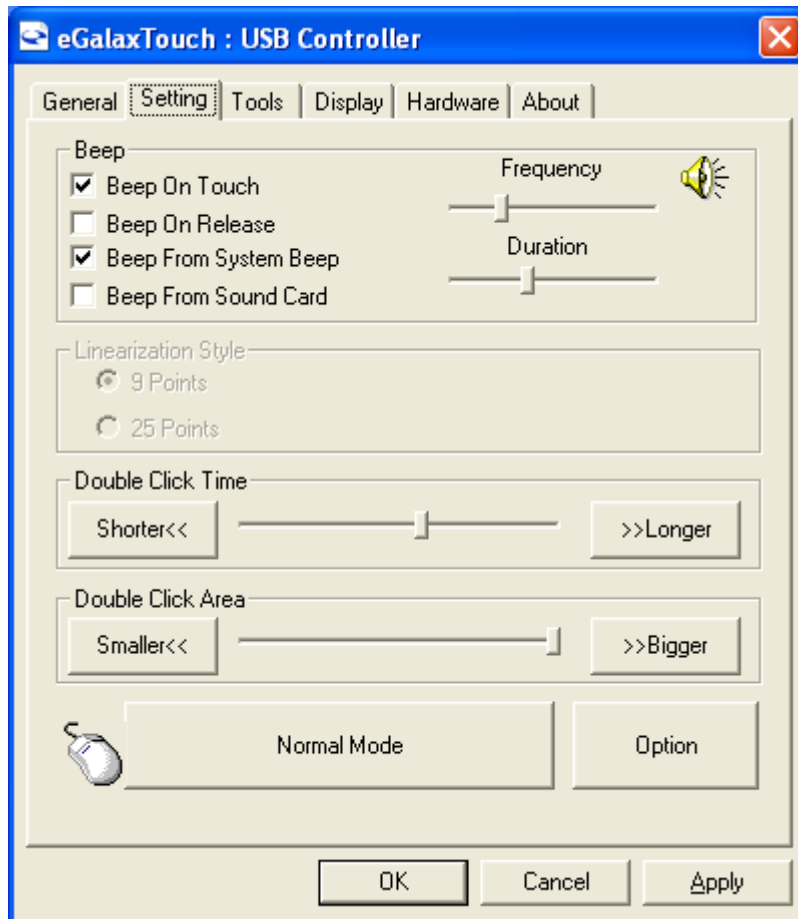 eGalaxTouch : USB Controller
General Setting Tools Display Hardware About
Beep
Beep On Touch
Frequency
Beep On Release
Beep From System Beep
Duration
Beep From Sound Card
Linearization Style
9 Points
25 Points
Double Click Time
Shorter<< >>Longer
Double Click Area
Smaller<< >>Bigger
Normal Mode Option
OK Cancel Apply